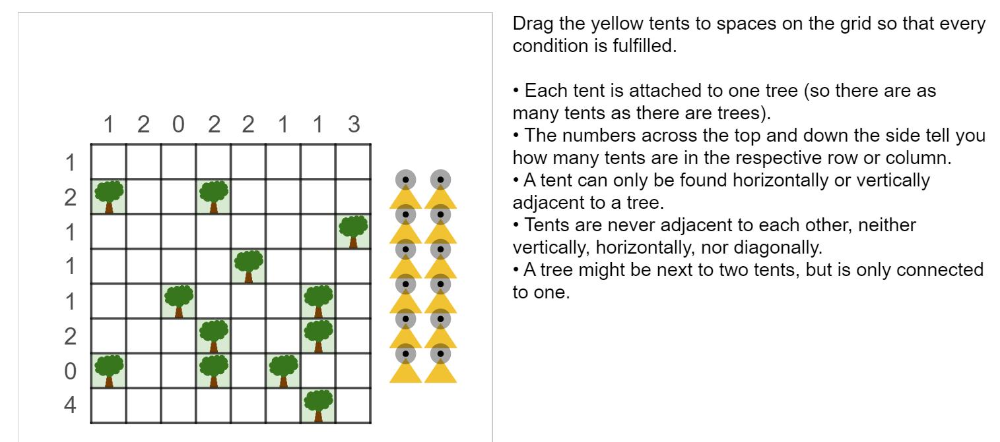 Drag the yellow tents to spaces on the grid so that every
condition is fulfilled.
• Each tent is attached to one tree (so there are as
many tents as there are trees).
• The numbers across the top and down the side tell you
how many tents are in the respective row or column.
• A tent can only be found horizontally or vertically
adjacent to a tree.
• Tents are never adjacent to each other, neither
vertically, horizontally, nor diagonally.
• A tree might be next to two tents, but is only connected
to one.
1 2 0 2 2 1 1 3
1
2
1
1
1
2
0
4